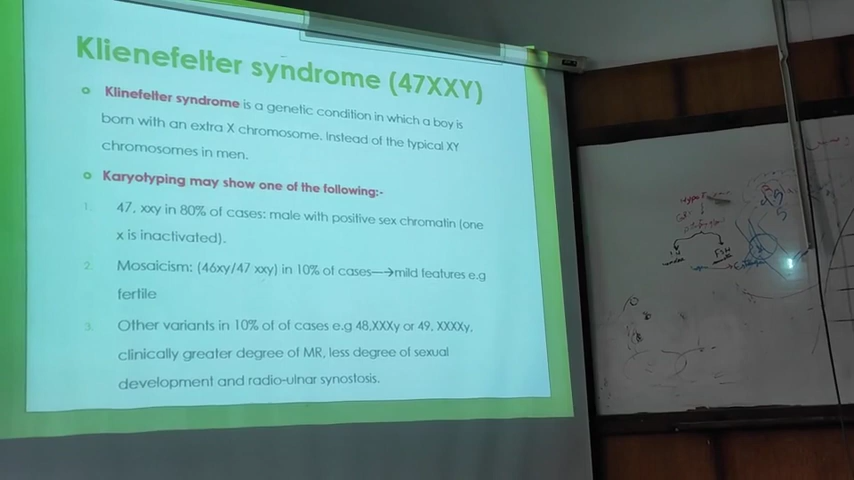 Klienefelter syndrome (47XXY)
Klinefelter syndrome is a genetic condition in which a boy is
born with an extra X chromosome. Instead of the typical XY
chromosomes in men.
Karyotyping may show one of the following:-
1. 47, xxy in 80% of cases: male with positive sex chromatin (one
x is inactivated).
2. Mosaicism: (46xy/47 xxy) in 10% of cases—→mild features e.g
fertile
3. Other variants in 10% of of cases e.g 48,XXXy or 49, XXXXy,
clinically greater degree of MR, less degree of sexual
development and radio-ulnar synostosis.
LH
FSH